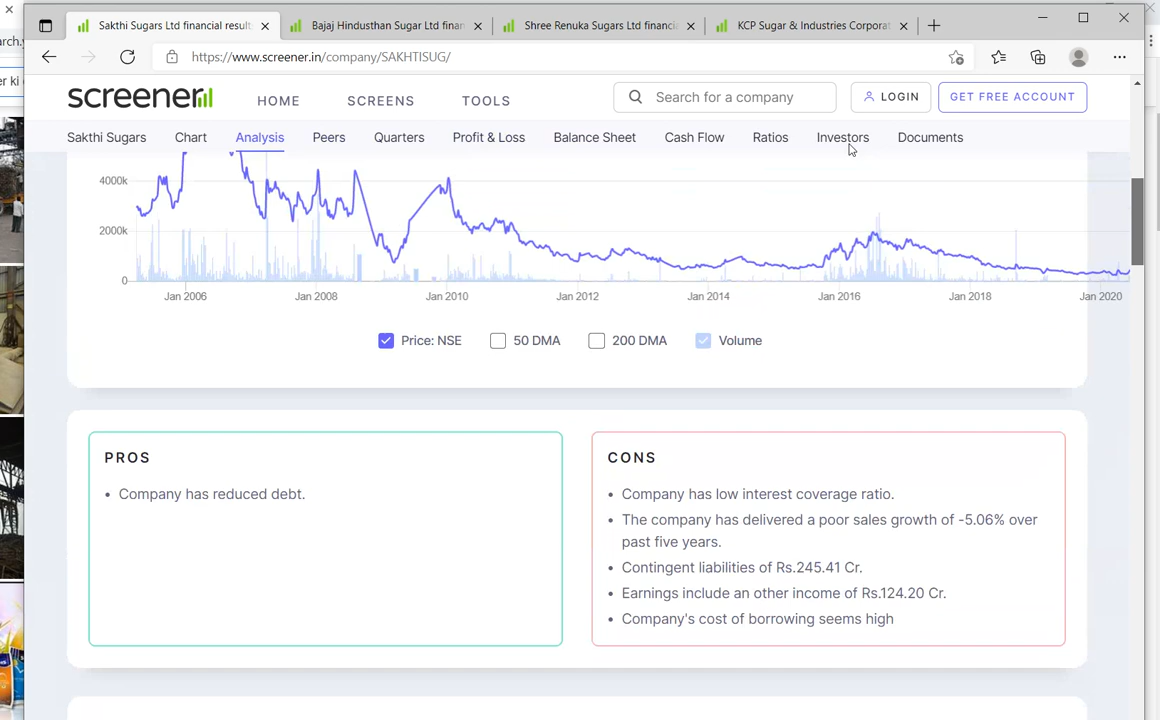 Sakthi Sugars Ltd financial result
Bajaj Hindusthan Sugar Ltd finan
Shree Renuka Sugars Ltd financia
KCP Sugar & Industries Corporat
https://www.screener.in/company/SAKHTISUG/
arch.y
er ki
screener
HOME
SCREENS
TOOLS
Search for a company
LOGIN
GET FREE ACCOUNT
Sakthi Sugars
Chart
Analysis
Peers
Quarters
Profit & Loss
Balance Sheet
Cash Flow
Ratios
Investors
Documents
4000k
2000k
0
Jan 2006
Jan 2008
Jan 2010
Jan 2012
Jan 2014
Jan 2016
Jan 2018
Jan 2020
Price: NSE
50 DMA
200 DMA
Volume
PROS
• Company has reduced debt.
CONS
• Company has low interest coverage ratio.
• The company has delivered a poor sales growth of -5.06% over
past five years.
• Contingent liabilities of Rs.245.41 Cr.
• Earnings include an other income of Rs.124.20 Cr.
• Company's cost of borrowing seems high